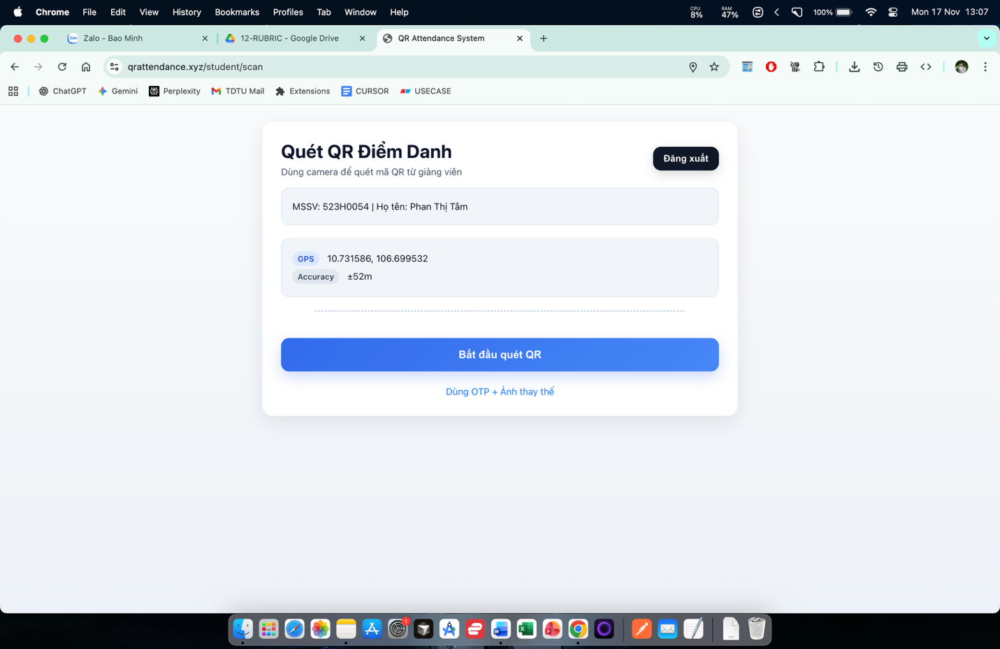 Chrome File Edit View History Bookmarks Profiles Tab Window Help
CPU 8% RAM 47% 100% Mon 17 Nov 13:07
Zalo - Bao Minh
12-RUBRIC - Google Drive
QR Attendance System
qrattendance.xyz/student/scan
ChatGPT Gemini Perplexity TDTU Mail Extensions CURSOR USECASE
Quét QR Điểm Danh
Đăng xuất
Dùng camera để quét mã QR từ giảng viên
MSSV: 523H0054 | Họ tên: Phan Thị Tâm
GPS 10.731586, 106.699532
Accuracy ±52m
Bắt đầu quét QR
Dùng OTP + Ảnh thay thế
1
TXT